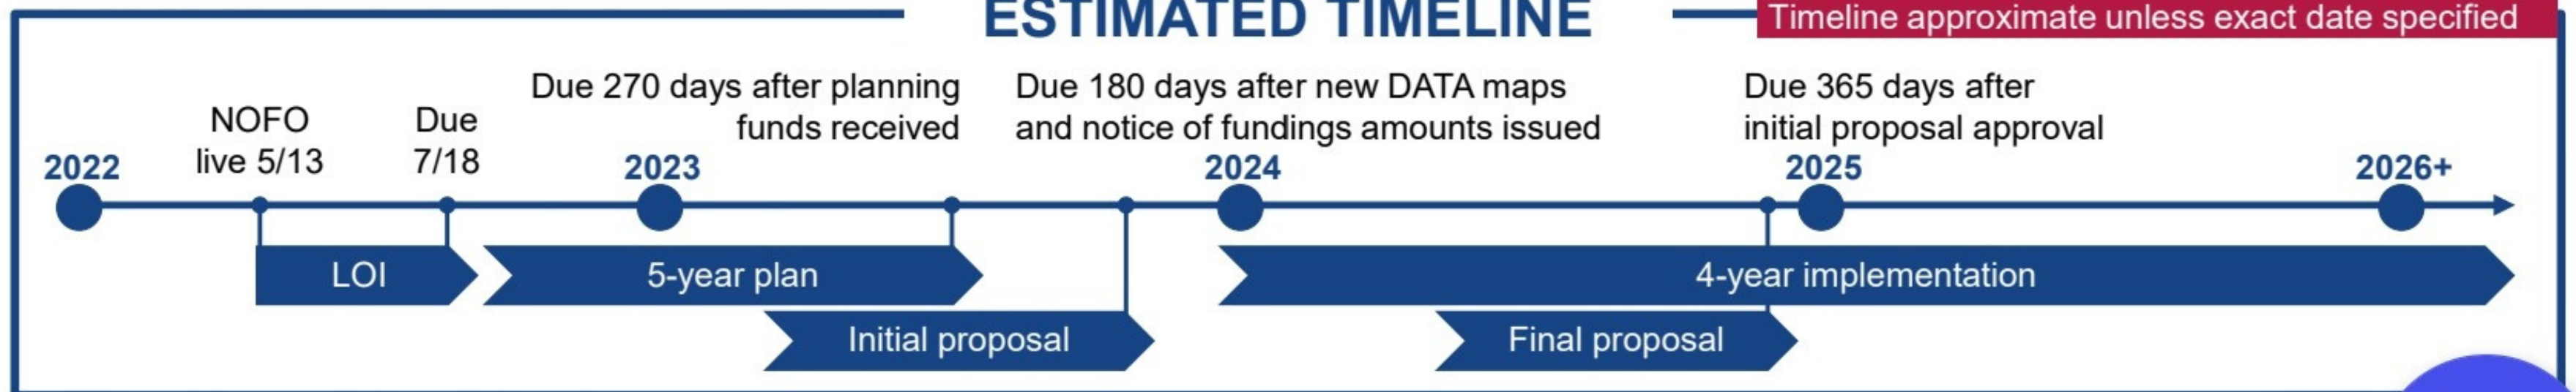 ESTIMATED TIMELINE
Timeline approximate unless exact date specified
Due 270 days after planning
funds received
Due 180 days after new DATA maps
and notice of fundings amounts issued
Due 365 days after
initial proposal approval
NOFO
live 5/13
Due
7/18
2022
2023
2024
2025
2026+
LOI
5-year plan
4-year implementation
Initial proposal
Final proposal